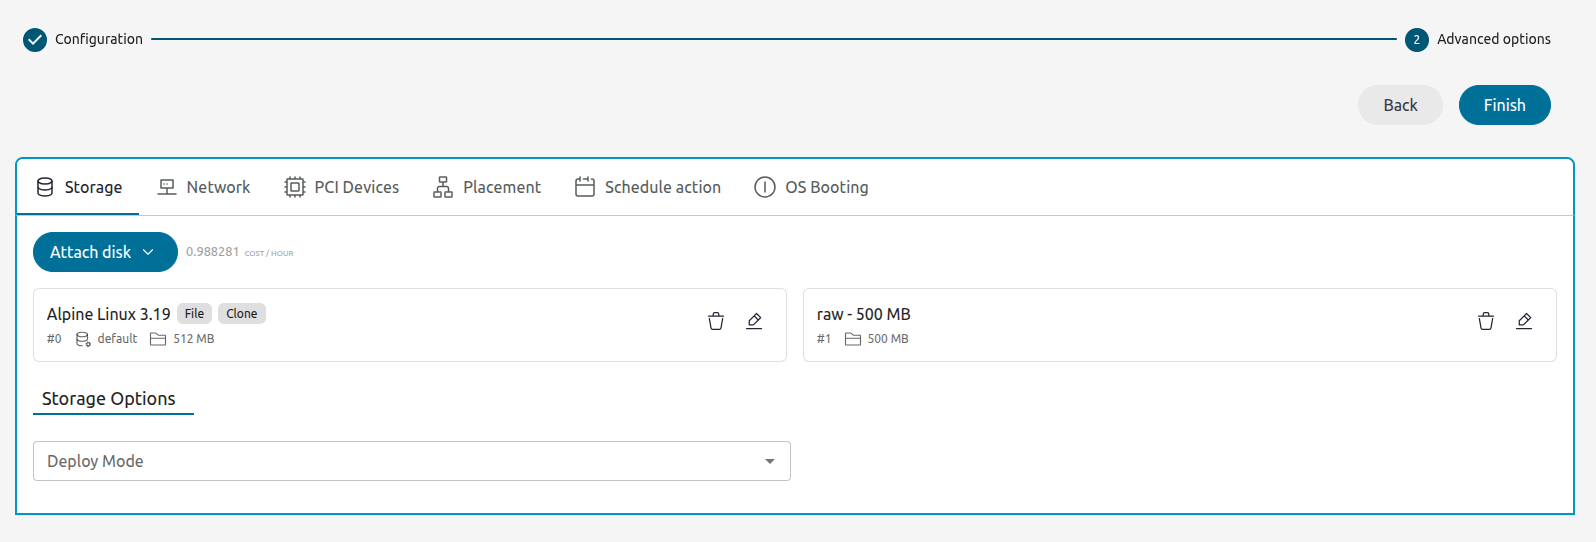 Configuration
2 Advanced options
Back Finish
Storage Network PCI Devices Placement Schedule action OS Booting
Attach disk 0.988281 COST / HOUR
Alpine Linux 3.19 File Clone
#0 default 512 MB
raw - 500 MB
#1 500 MB
Storage Options
Deploy Mode